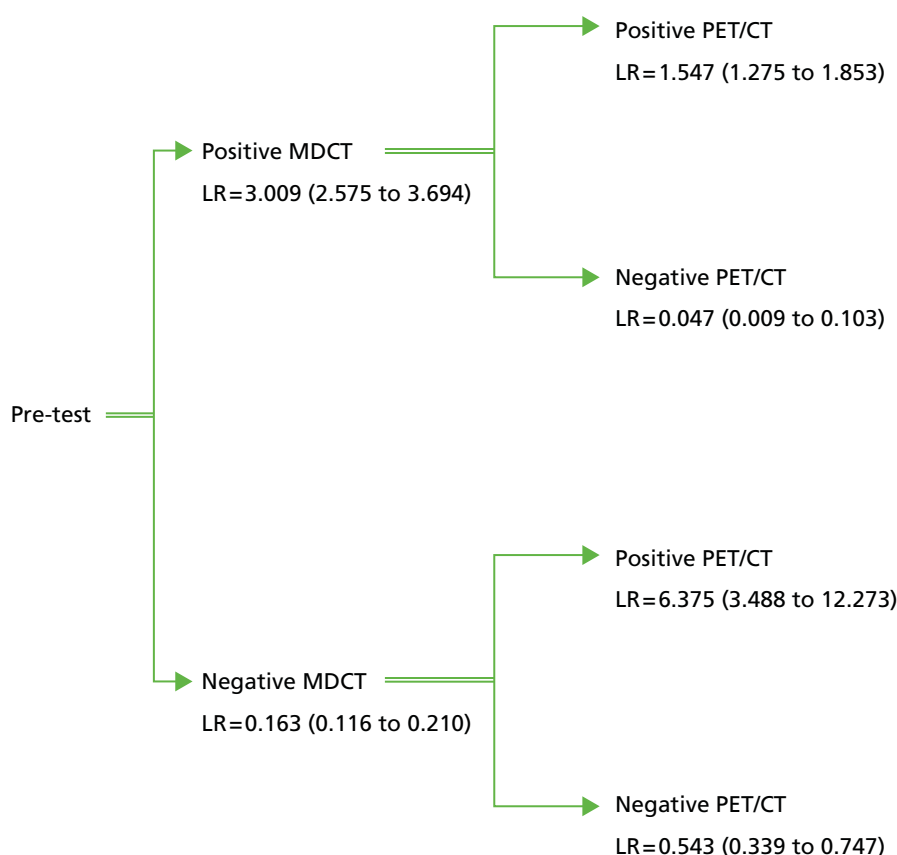 Positive PET/CT
LR=1.547 (1.275 to 1.853)
Positive MDCT
LR=3.009 (2.575 to 3.694)
Negative PET/CT
LR=0.047 (0.009 to 0.103)
Pre-test
Positive PET/CT
LR=6.375 (3.488 to 12.273)
Negative MDCT
LR=0.163 (0.116 to 0.210)
Negative PET/CT
LR=0.543 (0.339 to 0.747)